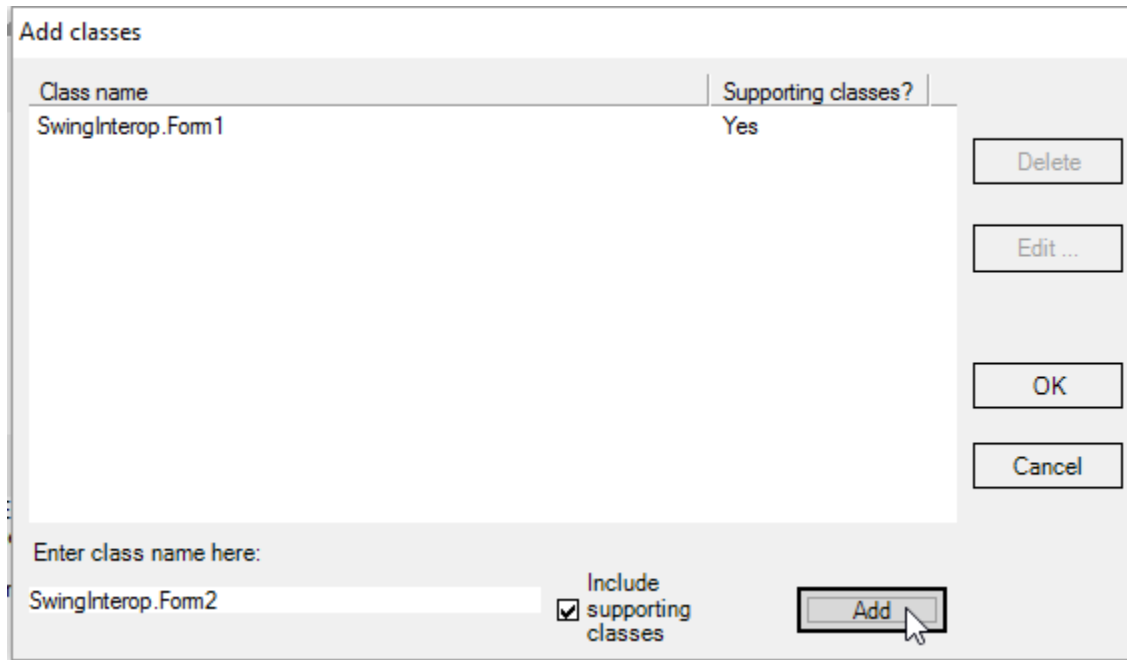 Add classes
Class name Supporting classes?
SwingInterop.Form1 Yes
Delete
Edit ...
OK
Cancel
Enter class name here:
SwingInterop.Form2
Include
supporting
classes
Add